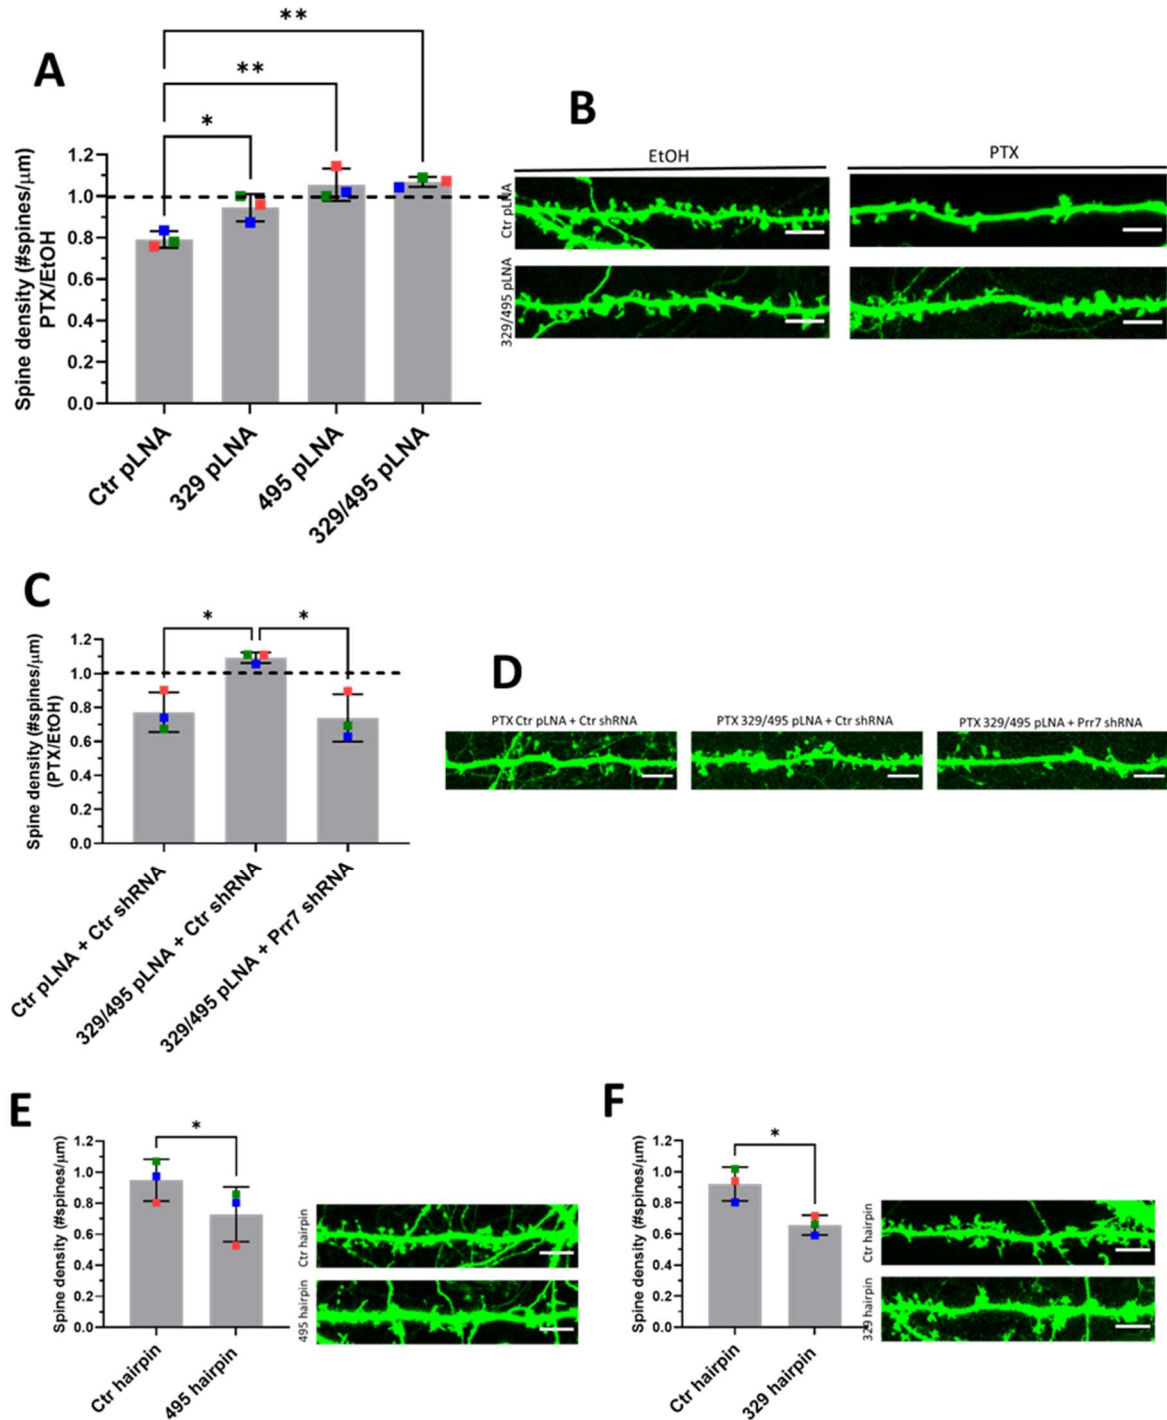 A
**
**
*
Spine density (#spines/μm)
PTX/EtOH
1.2
1.0
0.8
0.6
0.4
0.2
0.0
Ctr pLNA
329 pLNA
495 pLNA
329/495 pLNA
B
EtOH
PTX
Ctr pLNA
329/495 pLNA
C
*
*
Spine density (#spines/μm)
(PTX/EtOH)
1.2
1.0
0.8
0.6
0.4
0.2
0.0
Ctr pLNA + Ctr shRNA
329/495 pLNA + Ctr shRNA
329/495 pLNA + Prr7 shRNA
D
PTX Ctr pLNA + Ctr shRNA
PTX 329/495 pLNA + Ctr shRNA
PTX 329/495 pLNA + Prr7 shRNA
E
*
Spine density (#spines/μm)
1.2
1.0
0.8
0.6
0.4
0.2
0.0
Ctr hairpin
495 hairpin
Ctr hairpin
495 hairpin
F
*
Spine density (#spines/μm)
1.2
1.0
0.8
0.6
0.4
0.2
0.0
Ctr hairpin
329 hairpin
Ctr hairpin
329 hairpin